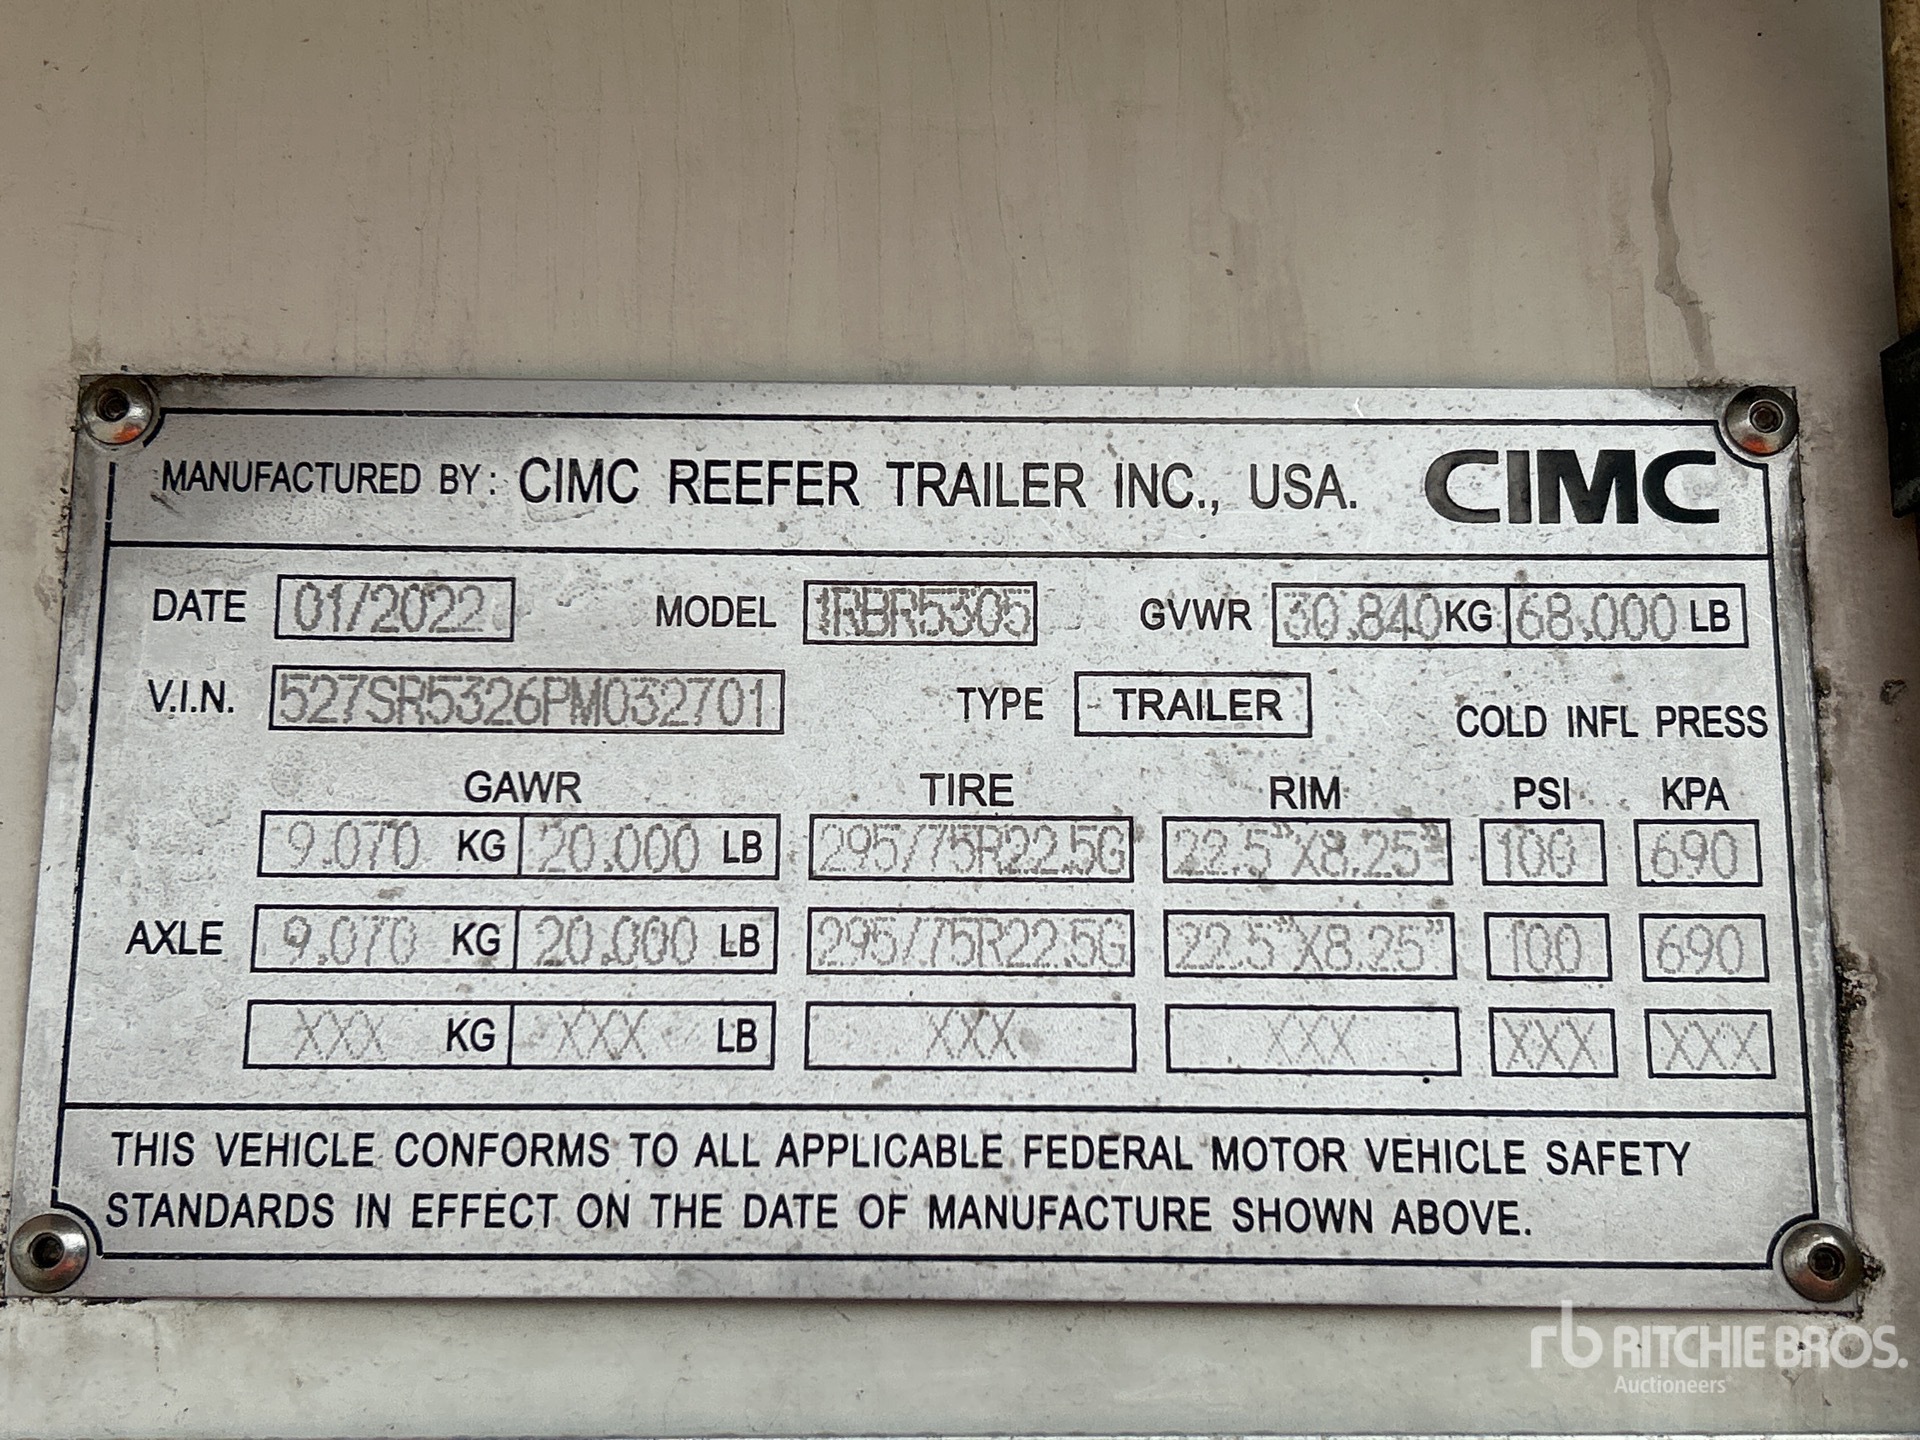 MANUFACTURED BY: CIMC REEFER TRAILER INC., USA. CIMC
DATE 01/2022 MODEL 1RBR5305 GVWR 30.840 KG 68.000 LB
V.I.N. 527SR5326PM032701 TYPE TRAILER COLD INFL PRESS
GAWR TIRE RIM PSI KPA
9.070 KG 20.000 LB 295/75R22.5G 22.5"X8.25" 100 690
AXLE 9.070 KG 20.000 LB 295/75R22.5G 22.5"X8.25" 100 690
XXX KG XXX LB XXX XXX XXX XXX
THIS VEHICLE CONFORMS TO ALL APPLICABLE FEDERAL MOTOR VEHICLE SAFETY
STANDARDS IN EFFECT ON THE DATE OF MANUFACTURE SHOWN ABOVE.
rb RITCHIE BROS.
Auctioneers